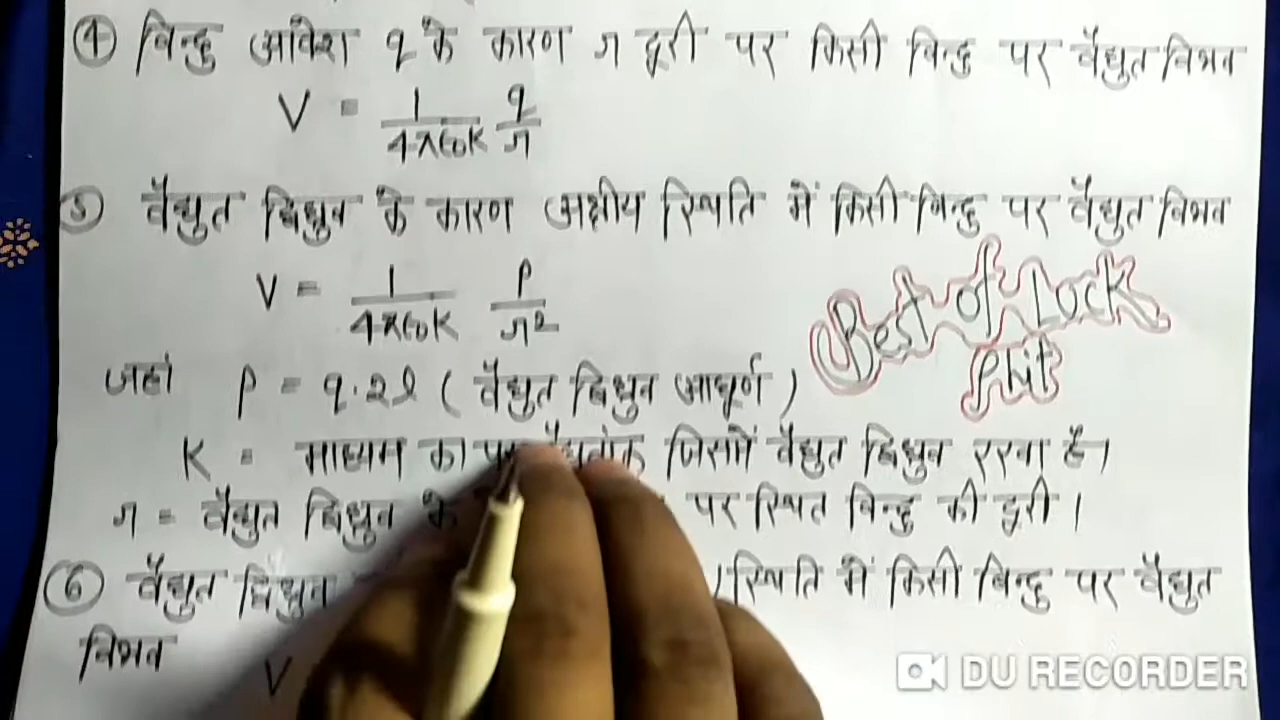 ④ बिन्दु आवेश q के कारण r दूरी पर किसी बिन्दु पर वैद्युत विभव
V = 1/4πε₀K q/r
⑤ वैद्युत द्विध्रुव के कारण अक्षीय स्थिति में किसी बिन्दु पर वैद्युत विभव
V = 1/4πε₀K p/r²
Best of Lock
जहां p = q.2l (वैद्युत द्विध्रुव आघूर्ण)
K = माध्यम का जिसमें वैद्युत द्विध्रुव रखा है।
r = वैद्युत द्विध्रुव के पर स्थित बिन्दु की दूरी।
⑥ वैद्युत द्विध्रुव स्थिति में किसी बिन्दु पर वैद्युत
विभव
V
DU RECORDER